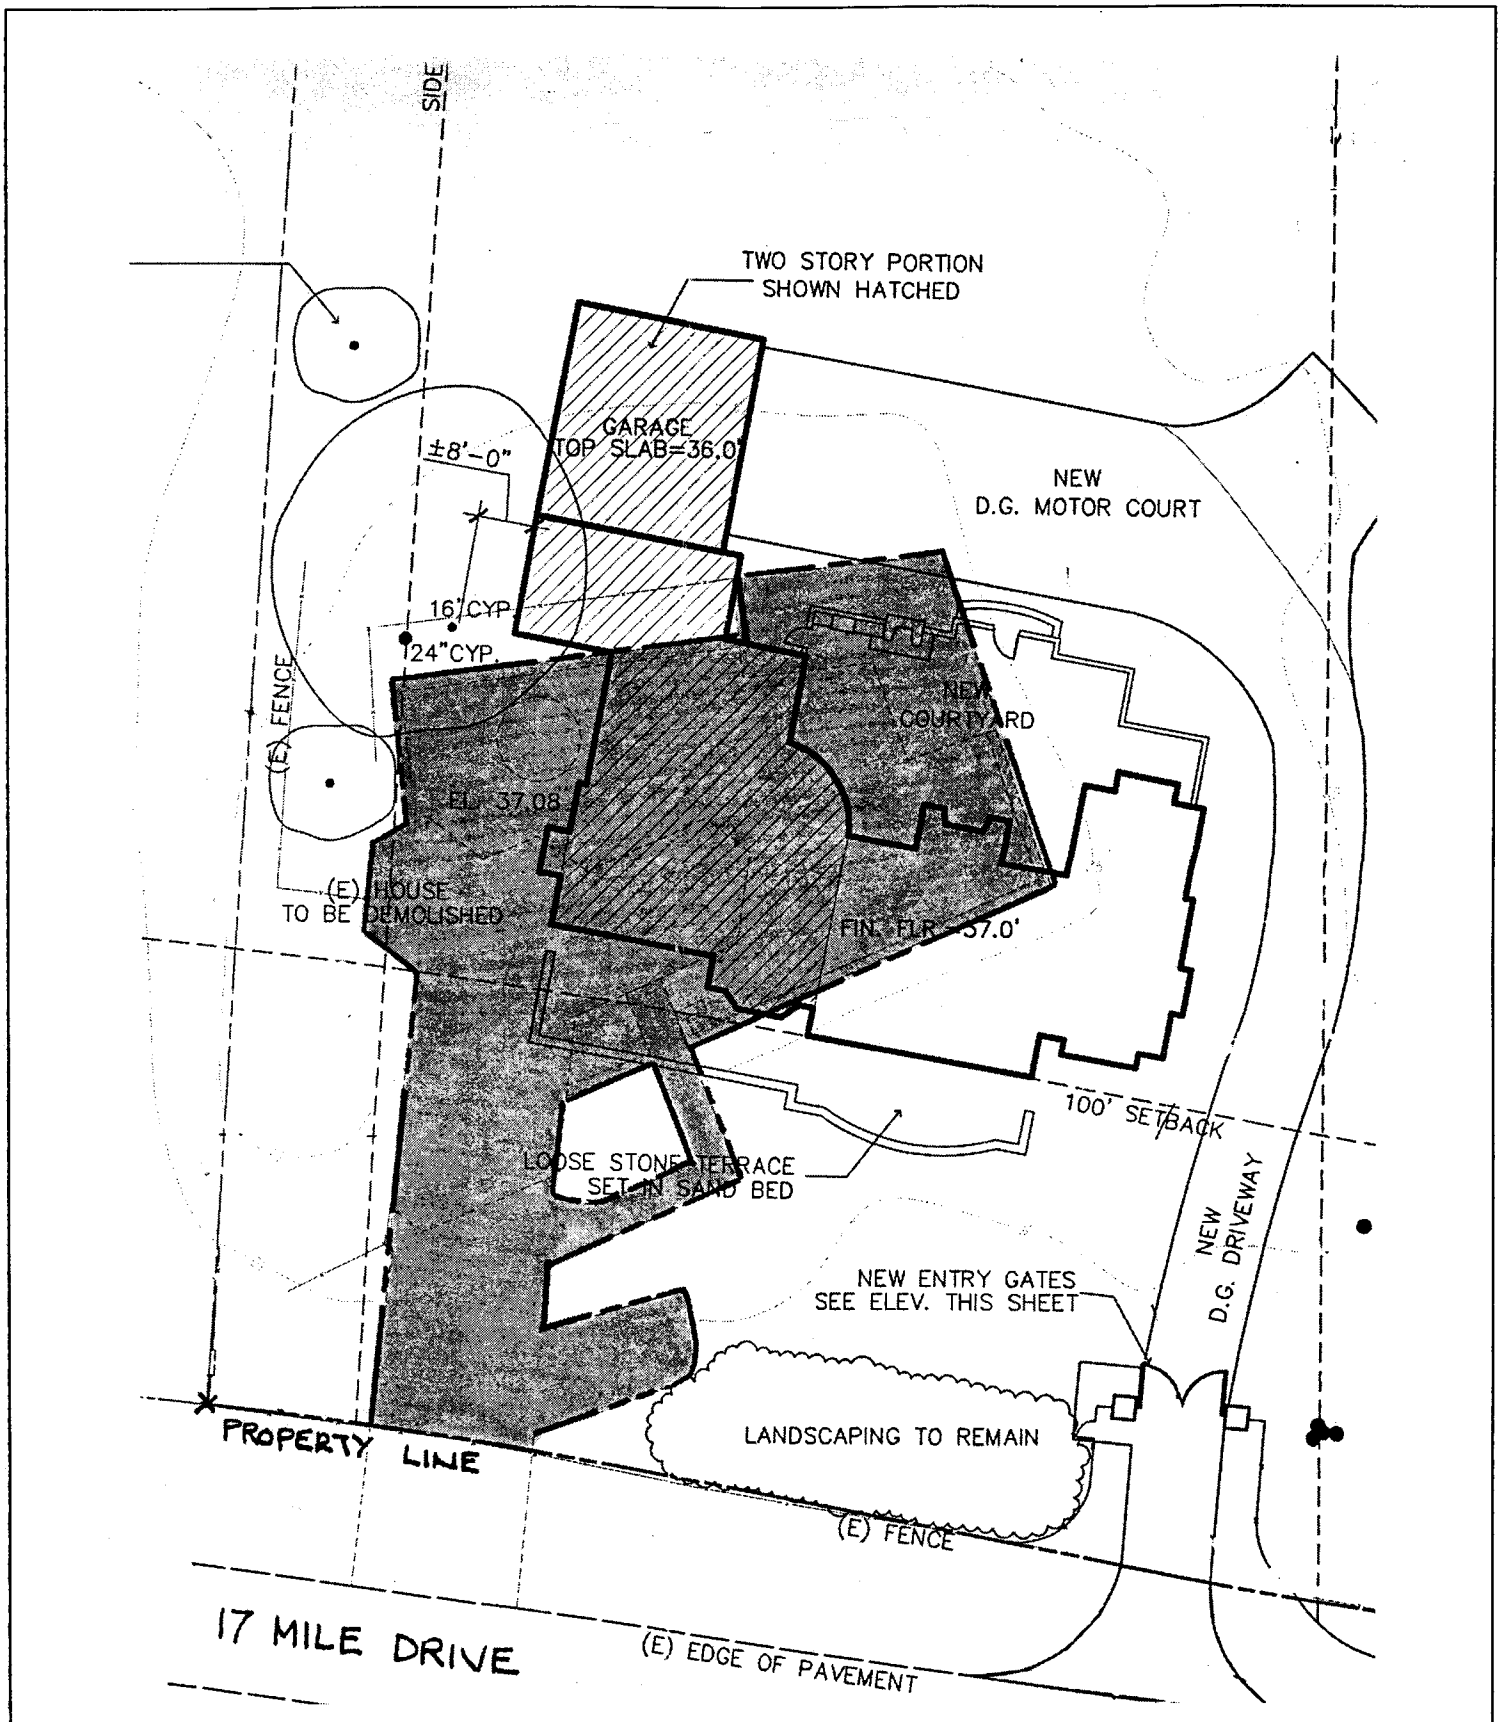 SIDE
TWO STORY PORTION
SHOWN HATCHED
GARAGE
TOP SLAB=36.0'
±8'-0"
NEW
D.G. MOTOR COURT
16" CYP
24" CYP.
(E) FENCE
NEW
COURTYARD
EL 37.08'
(E) HOUSE
TO BE DEMOLISHED
FIN. FLR.=37.0'
100' SETBACK
LOOSE STONE TERRACE
SET IN SAND BED
NEW
D.G. DRIVEWAY
NEW ENTRY GATES
SEE ELEV. THIS SHEET
LANDSCAPING TO REMAIN
PROPERTY LINE
(E) FENCE
17 MILE DRIVE
(E) EDGE OF PAVEMENT